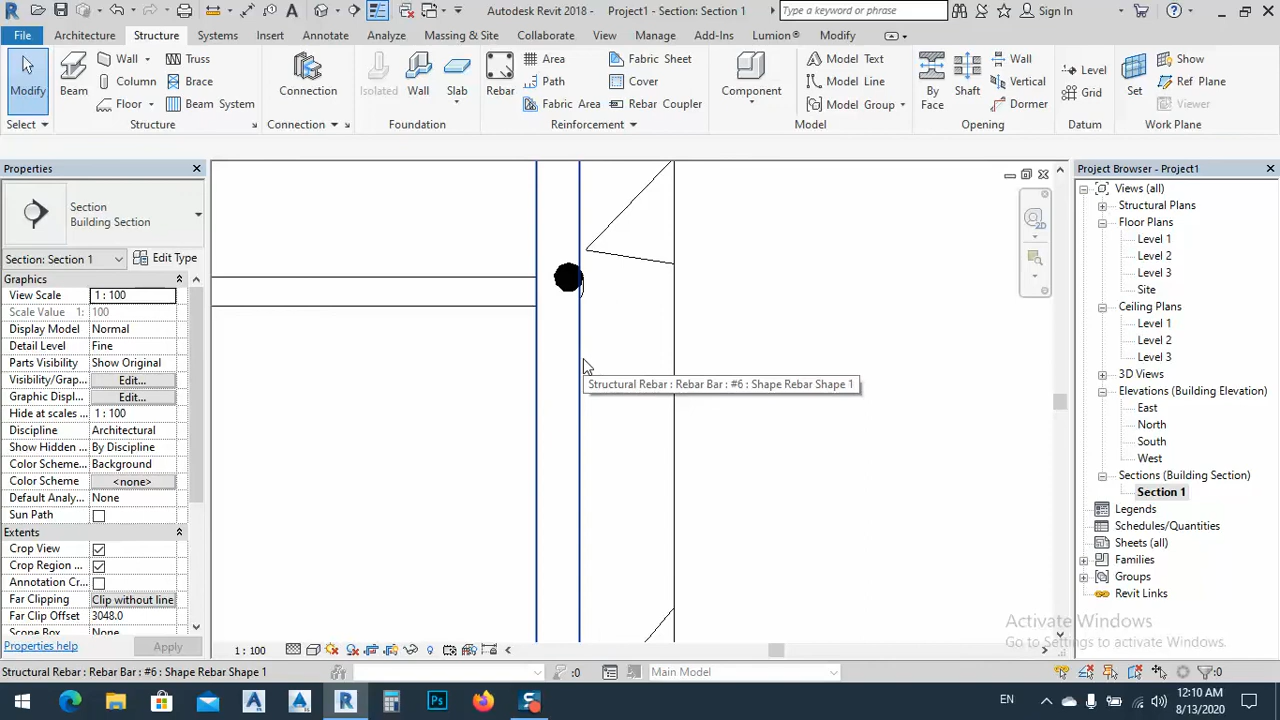 Autodesk Revit 2018 - Project1 - Section: Section 1
Type a keyword or phrase
Sign In
File Architecture Structure Systems Insert Annotate Analyze Massing & Site Collaborate View Manage Add-Ins Lumion® Modify
Modify
Select
Beam
Wall
Column
Floor
Truss
Brace
Beam System
Structure
Connection
Connection
Isolated
Wall
Slab
Foundation
Rebar
Area
Path
Fabric Area
Fabric Sheet
Cover
Rebar Coupler
Reinforcement
Component
Model Text
Model Line
Model Group
Model
By
Face
Shaft
Wall
Vertical
Dormer
Opening
Level
Grid
Datum
Set
Show
Ref Plane
Viewer
Work Plane
Properties
Section
Building Section
Section: Section 1
Edit Type
Graphics
View Scale 1 : 100
Scale Value 1: 100
Display Model Normal
Detail Level Fine
Parts Visibility Show Original
Visibility/Grap... Edit...
Graphic Displ... Edit...
Hide at scales ... 1 : 100
Discipline Architectural
Show Hidden ... By Discipline
Color Scheme... Background
Color Scheme <none>
Default Analy... None
Sun Path
Extents
Crop View
Crop Region ...
Annotation Cr...
Far Clipping Clip without line
Far Clip Offset 3048.0
Scope Box None
Properties help
Apply
2D
Structural Rebar : Rebar Bar : #6 : Shape Rebar Shape 1
Project Browser - Project1
Views (all)
Structural Plans
Floor Plans
Level 1
Level 2
Level 3
Site
Ceiling Plans
Level 1
Level 2
Level 3
3D Views
Elevations (Building Elevation)
East
North
South
West
Sections (Building Section)
Section 1
Legends
Schedules/Quantities
Sheets (all)
Families
Groups
Revit Links
Activate Windows
Go to Settings to activate Windows.
1 : 100
Structural Rebar : Rebar Bar : #6 : Shape Rebar Shape 1
:0
Main Model
:0
EN
12:10 AM
8/13/2020